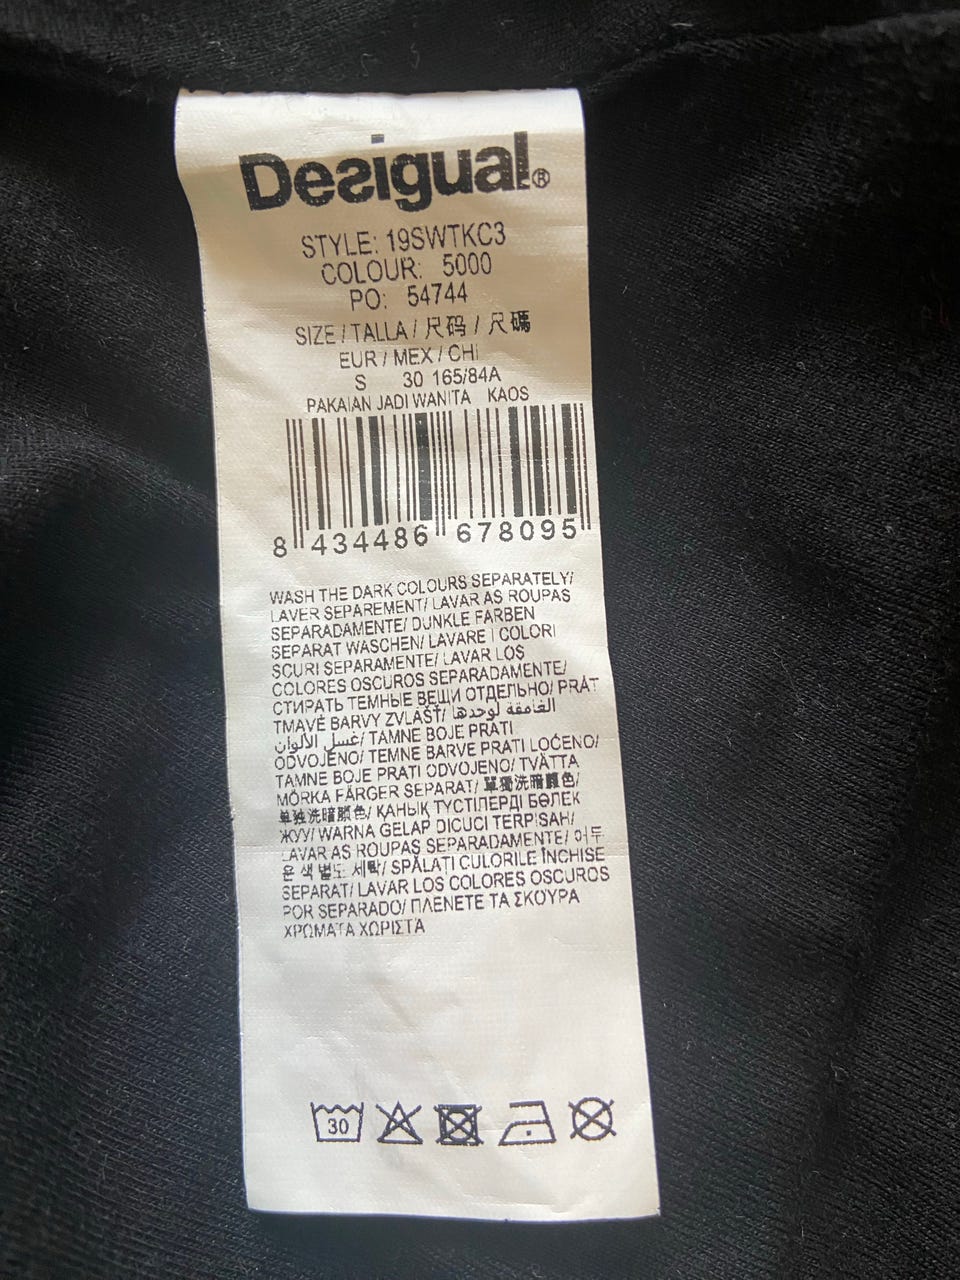 Desigual®
STYLE: 19SWTKC3
COLOUR: 5000
PO: 54744
SIZE / TALLA / 尺码 / 尺碼
EUR / MEX / CHI
S 30 165/84A
PAKAIAN JADI WANITA KAOS
8 434486 678095
WASH THE DARK COLOURS SEPARATELY/
LAVER SEPAREMENT/ LAVAR AS ROUPAS
SEPARADAMENTE/ DUNKLE FARBEN
SEPARAT WASCHEN/ LAVARE I COLORI
SCURI SEPARAMENTE/ LAVAR LOS
COLORES OSCUROS SEPARADAMENTE/
СТИРАТЬ ТЕМНЫЕ ВЕЩИ ОТДЕЛЬНО/ PRÁT
TMAVÉ BARVY ZVLÁŠŤ/ الغامقة لوحدها
غسل الألوان/ TAMNE BOJE PRATI
ODVOJENO/ TEMNE BARVE PRATI LOČENO/
TAMNE BOJE PRATI ODVOJENO/ TVÄTTA
MÖRKA FÄRGER SEPARAT/ 單獨洗暗顏色/
单独洗暗颜色/ ҚАНЫҚ ТҮСТІЛЕРДІ БӨЛЕК
ЖУУ/ WARNA GELAP DICUCI TERPISAH/
LAVAR AS ROUPAS SEPARADAMENTE/ 어두
운 색 별도 세탁/ SPĂLAȚI CULORILE ÎNCHISE
SEPARAT/ LAVAR LOS COLORES OSCUROS
POR SEPARADO/ ΠΛΕΝΕΤΕ ΤΑ ΣΚΟΥΡΑ
ΧΡΩΜΑΤΑ ΧΩΡΙΣΤΑ
30